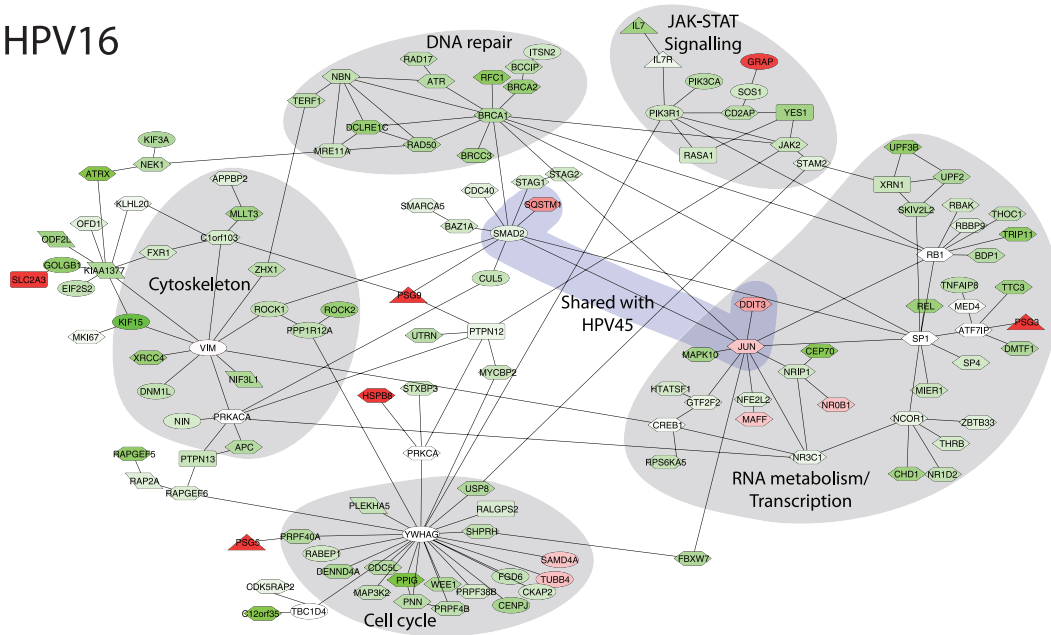 HPV16
DNA repair
JAK-STAT
Signalling
IL7
IL7R
GRAP
PIK3CA
SOS1
PIK3R1
CD2AP
YES1
RASA1
JAK2
STAM2
ITSN2
RAD17
BCCIP
NBN
ATR
RFC1
BRCA2
TERF1
BRCA1
DCLRE1C
MRE11A
RAD50
BRCC3
KIF3A
NEK1
ATRX
APPBP2
KLHL20
MLLT3
OFD1
C1orf103
ODF2L
FXR1
GOLGB1
KIAA1377
ZHX1
SLC2A3
EIF2S2
Cytoskeleton
ROCK1
ROCK2
PPP1R12A
KIF15
MKI67
VIM
XRCC4
NIF3L1
DNM1L
PRKACA
NIN
APC
PTPN13
RAPGEF5
RAP2A
RAPGEF6
STAG2
STAG1
CDC40
SMARCA5
SQSTM1
BAZ1A
SMAD2
CUL5
PSG9
Shared with
HPV45
UTRN
PTPN12
MYCBP2
STXBP3
HSPB8
PRKCA
UPF3B
XRN1
UPF2
SKIV2L2
RBAK
THOC1
RBBP9
TRIP11
RB1
BDP1
TNFAIP8
TTC3
REL
MED4
PSG3
ATF7IP
SP1
DMTF1
SP4
MIER1
DDIT3
JUN
MAPK10
CEP70
NRIP1
HTATSF1
GTF2F2
NFE2L2
NR0B1
MAFF
CREB1
NCOR1
ZBTB33
THRB
RPS6KA5
NR3C1
CHD1
NR1D2
RNA metabolism/
Transcription
USP8
PLEKHA5
RALGPS2
YWHAG
SHPRH
PSG5
PRPF40A
RABEP1
SAMD4A
FBXW7
DENND4A
CDC5L
PPIG
WEE1
FGD6
TUBB4
MAP3K2
PRPF38B
CKAP2
CDK5RAP2
PNN
PRPF4B
CENPJ
C12orf35
TBC1D4
Cell cycle